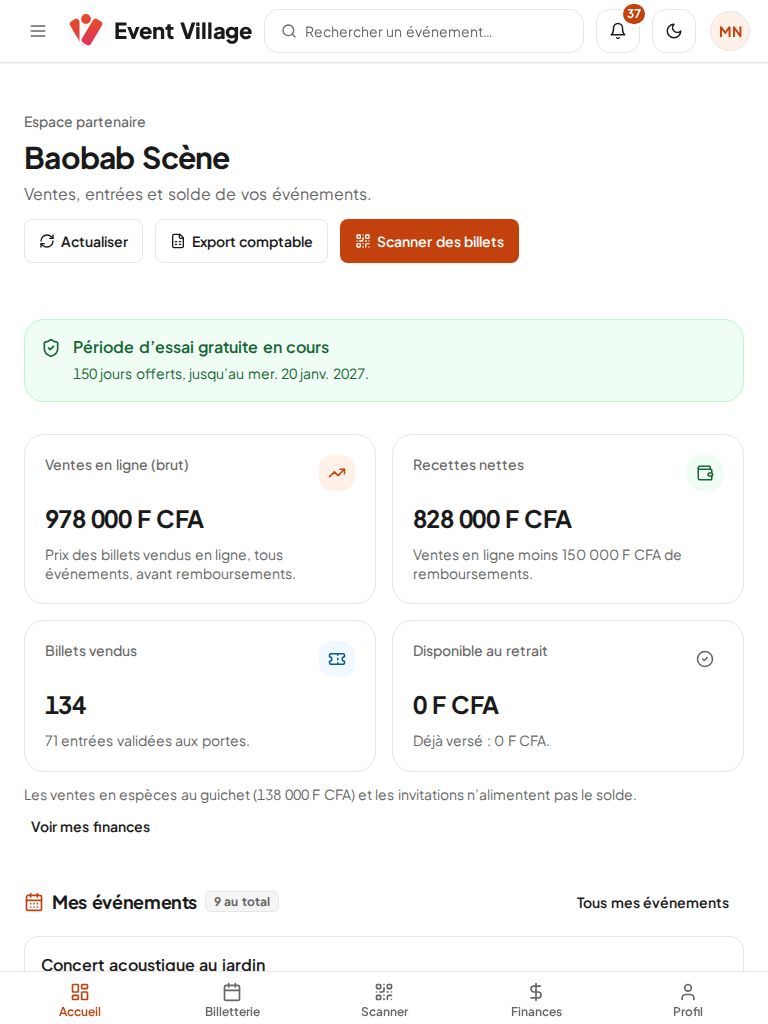 Event Village
Rechercher un événement...
37
MN
Espace partenaire
Baobab Scène
Ventes, entrées et solde de vos événements.
Actualiser
Export comptable
Scanner des billets
Période d’essai gratuite en cours
150 jours offerts, jusqu’au mer. 20 janv. 2027.
Ventes en ligne (brut)
978 000 F CFA
Prix des billets vendus en ligne, tous
événements, avant remboursements.
Recettes nettes
828 000 F CFA
Ventes en ligne moins 150 000 F CFA de
remboursements.
Billets vendus
134
71 entrées validées aux portes.
Disponible au retrait
0 F CFA
Déjà versé : 0 F CFA.
Les ventes en espèces au guichet (138 000 F CFA) et les invitations n’alimentent pas le solde.
Voir mes finances
Mes événements
9 au total
Tous mes événements
Concert acoustique au jardin
Accueil
Billetterie
Scanner
Finances
Profil